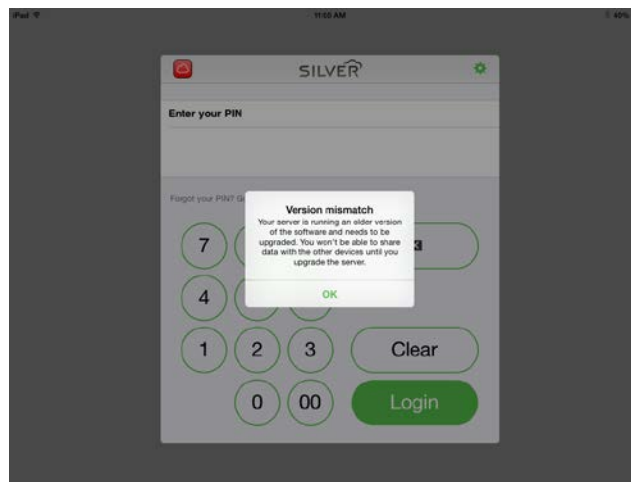 iPad 11:00 AM 40%
SILVER
Enter your PIN
Forgot your PIN?
Version mismatch
Your server is running an older version
of the software and needs to be
upgraded. You won't be able to share
data with the other devices until you
upgrade the server.
OK
7
4
1 2 3 Clear
0 00 Login